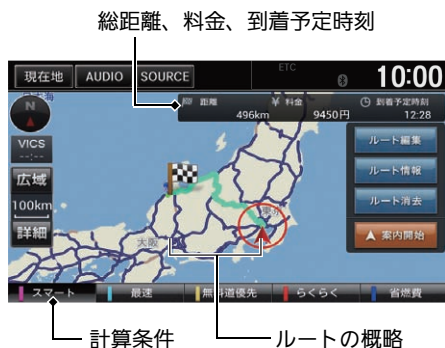 総距離、料金、到着予定時刻
現在地 AUDIO SOURCE ETC 10:00
N
距離 ¥ 料金 到着予定時刻
496km 9450円 12:28
VICS
--:--
ルート編集
広域
ルート情報
100km
ルート消去
詳細
大阪
案内開始
スマート 最速 無料道優先 らくらく 省燃費
計算条件 ルートの概略